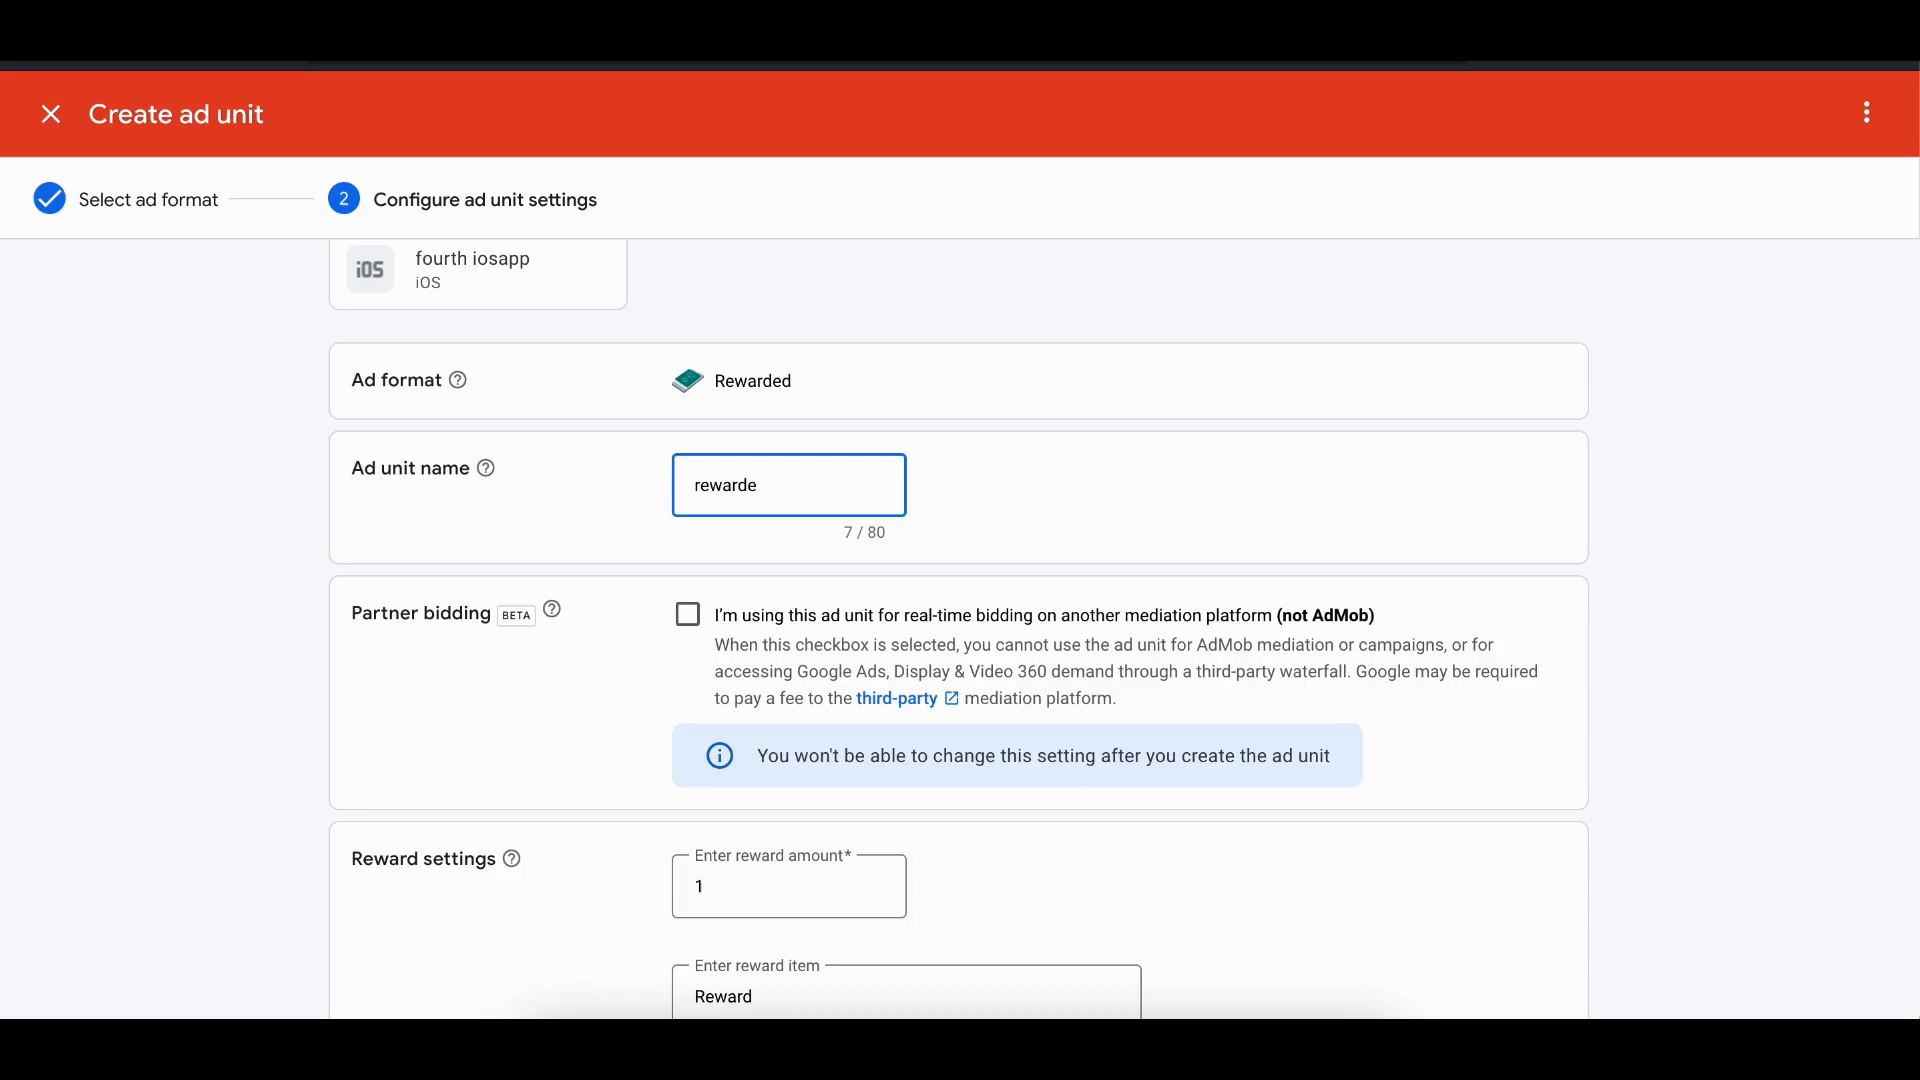 Create ad unit
Select ad format
2 Configure ad unit settings
iOS
fourth iosapp
iOS
Ad format
Rewarded
Ad unit name
rewarde
7 / 80
Partner bidding BETA
I'm using this ad unit for real-time bidding on another mediation platform (not AdMob)
When this checkbox is selected, you cannot use the ad unit for AdMob mediation or campaigns, or for
accessing Google Ads, Display & Video 360 demand through a third-party waterfall. Google may be required
to pay a fee to the third-party mediation platform.
You won't be able to change this setting after you create the ad unit
Reward settings
Enter reward amount*
1
Enter reward item
Reward